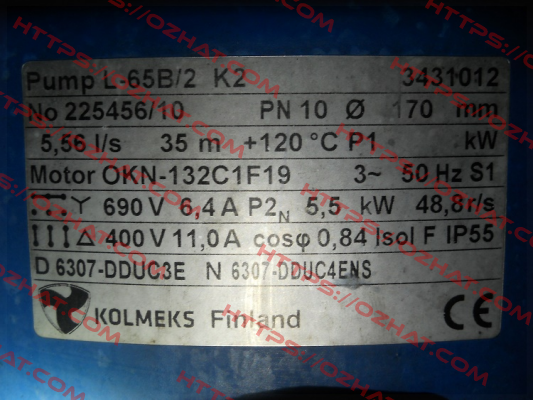 Pump L-65B/2 K2 3431012
No 225456/10 PN 10 Ø 170 mm
5,56 l/s 35 m +120 °C P1 kW
Motor OKN-132C1F19 3~ 50 Hz S1
Y 690 V 6,4 A P2N 5,5 kW 48,8r/s
Δ 400 V 11,0 A cosφ 0,84 Isol F IP55
D 6307-DDUC3E N 6307-DDUC4ENS
KOLMEKS Finland CE
HTTPS://OZHAT.COM